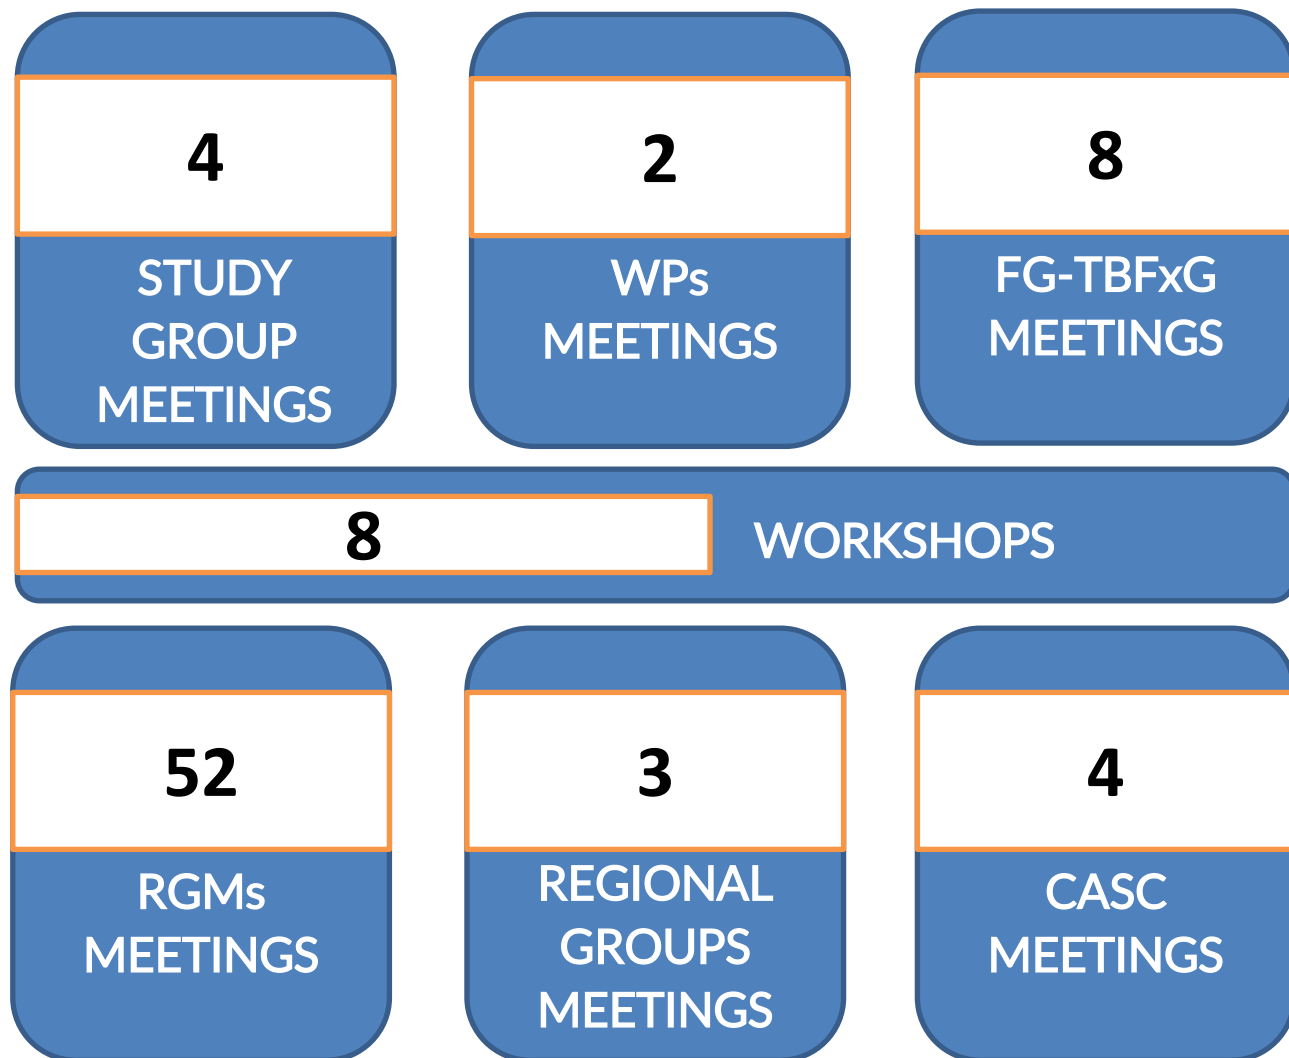 4
STUDY
GROUP
MEETINGS
2
WPs
MEETINGS
8
FG-TBFxG
MEETINGS
8
WORKSHOPS
52
RGMs
MEETINGS
3
REGIONAL
GROUPS
MEETINGS
4
CASC
MEETINGS